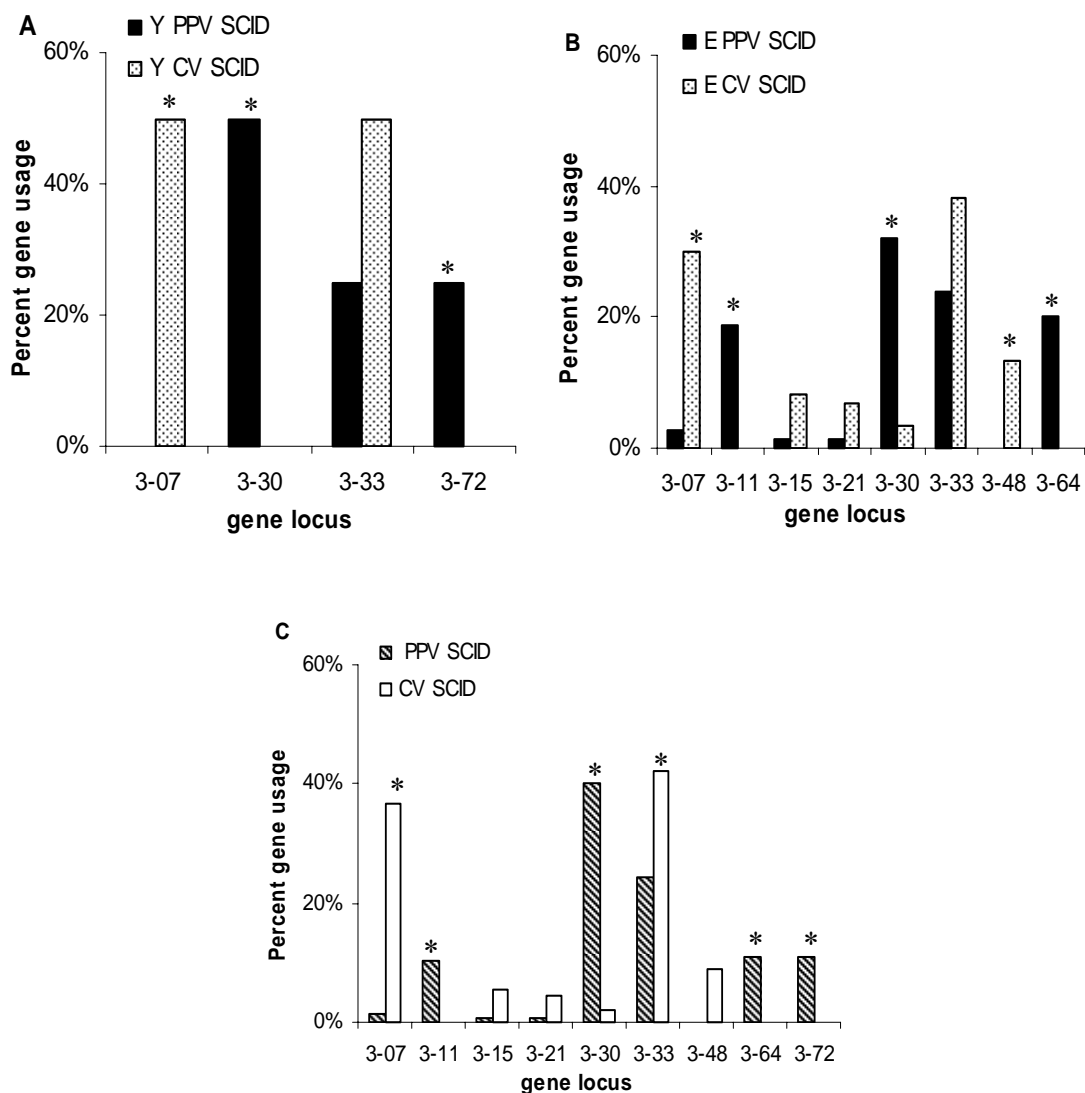 A
Y PPV SCID
Y CV SCID
60%
40%
20%
0%
Percent gene usage
* * *
3-07 3-30 3-33 3-72
gene locus
B
E PPV SCID
E CV SCID
60%
40%
20%
0%
Percent gene usage
* * * * *
3-07 3-11 3-15 3-21 3-30 3-33 3-48 3-64
gene locus
C
PPV SCID
CV SCID
60%
40%
20%
0%
Percent gene usage
* * * * * *
3-07 3-11 3-15 3-21 3-30 3-33 3-48 3-64 3-72
gene locus